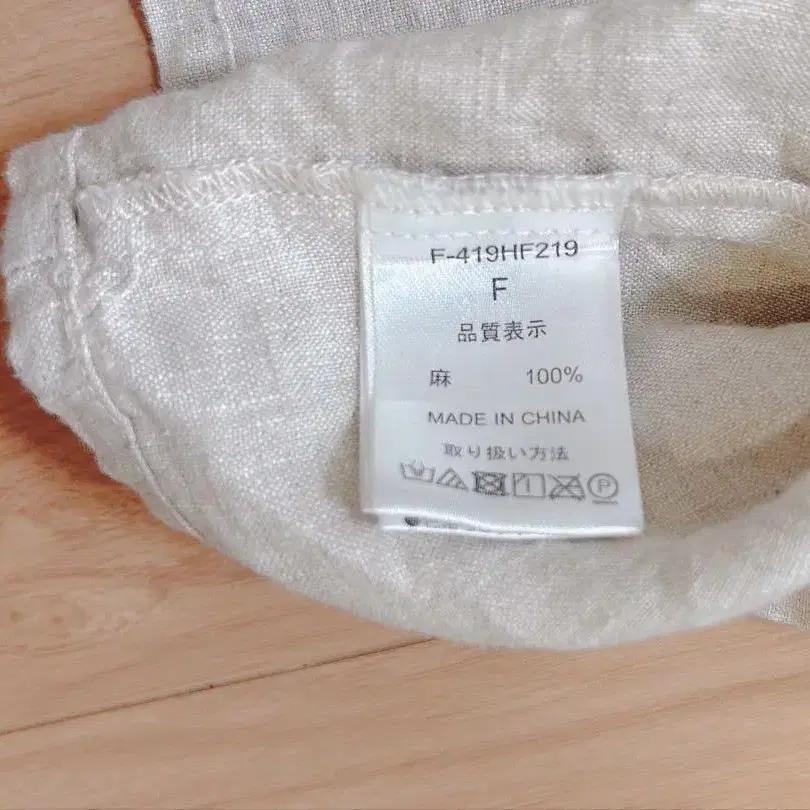 F-419HF219
F
品質表示
麻 100%
MADE IN CHINA
取り扱い方法
P